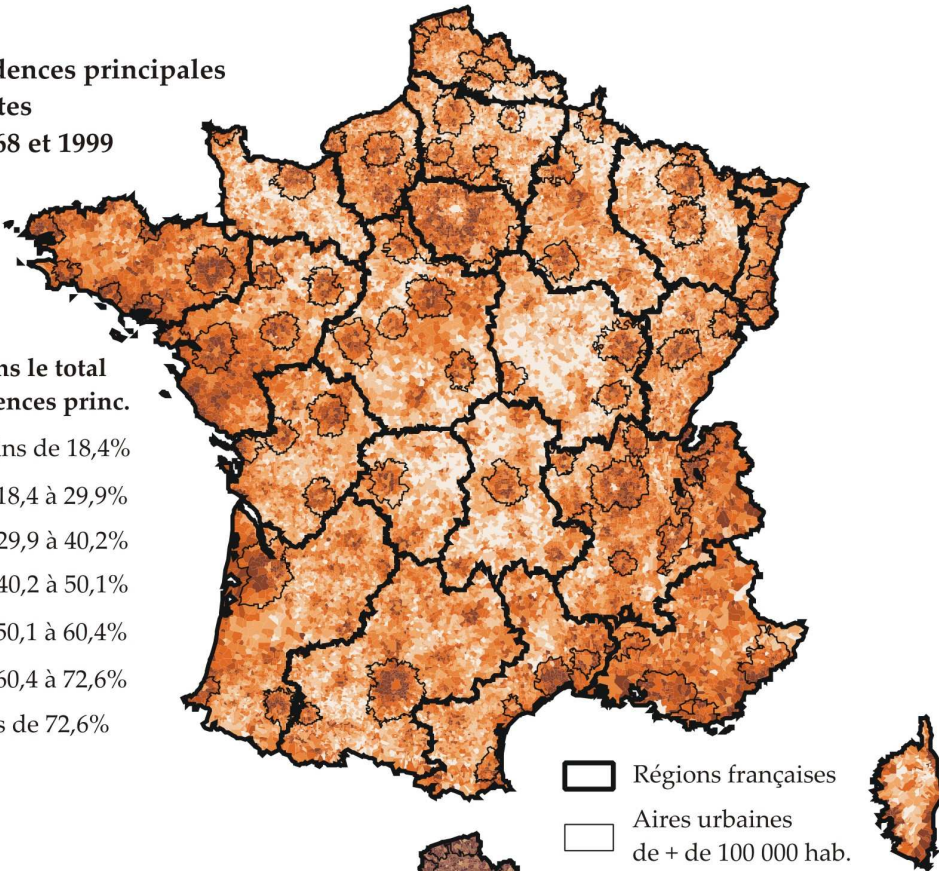 dences principales
tes
68 et 1999
ns le total
ences princ.
ns de 18,4%
18,4 à 29,9%
29,9 à 40,2%
40,2 à 50,1%
50,1 à 60,4%
60,4 à 72,6%
s de 72,6%
Régions françaises
Aires urbaines
de + de 100 000 hab.